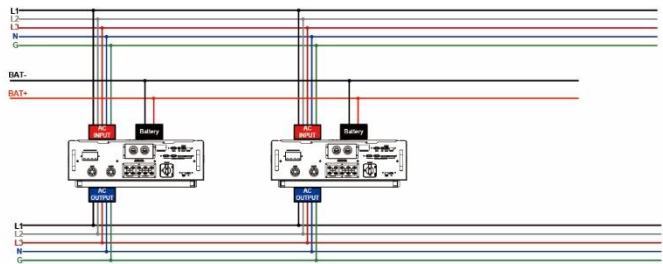 L1
L2
L3
N
G
BAT-
BAT+
AC INPUT
Battery
AC INPUT
Battery
AC OUTPUT
AC OUTPUT
L1
L2
L3
N
G